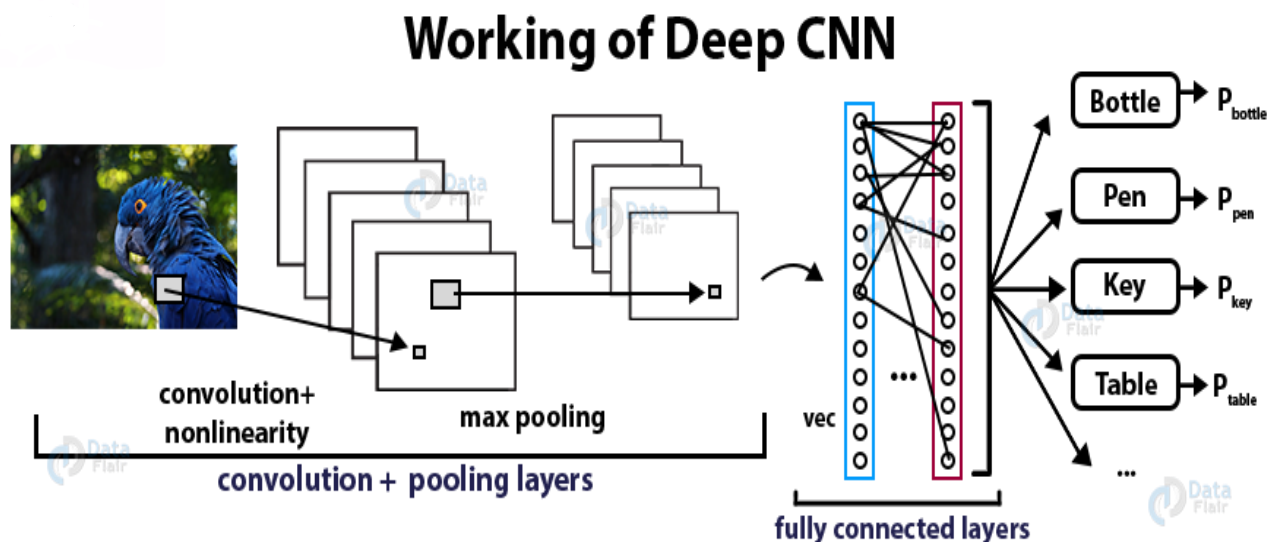 Working of Deep CNN
convolution+
nonlinearity
max pooling
convolution + pooling layers
vec
...
fully connected layers
Bottle
P bottle
Pen
P pen
Key
P key
Table
P table
...
Data
Flair
Data
Flair
Data
Flair
Data
Flair
Data
Flair
Data
Flair